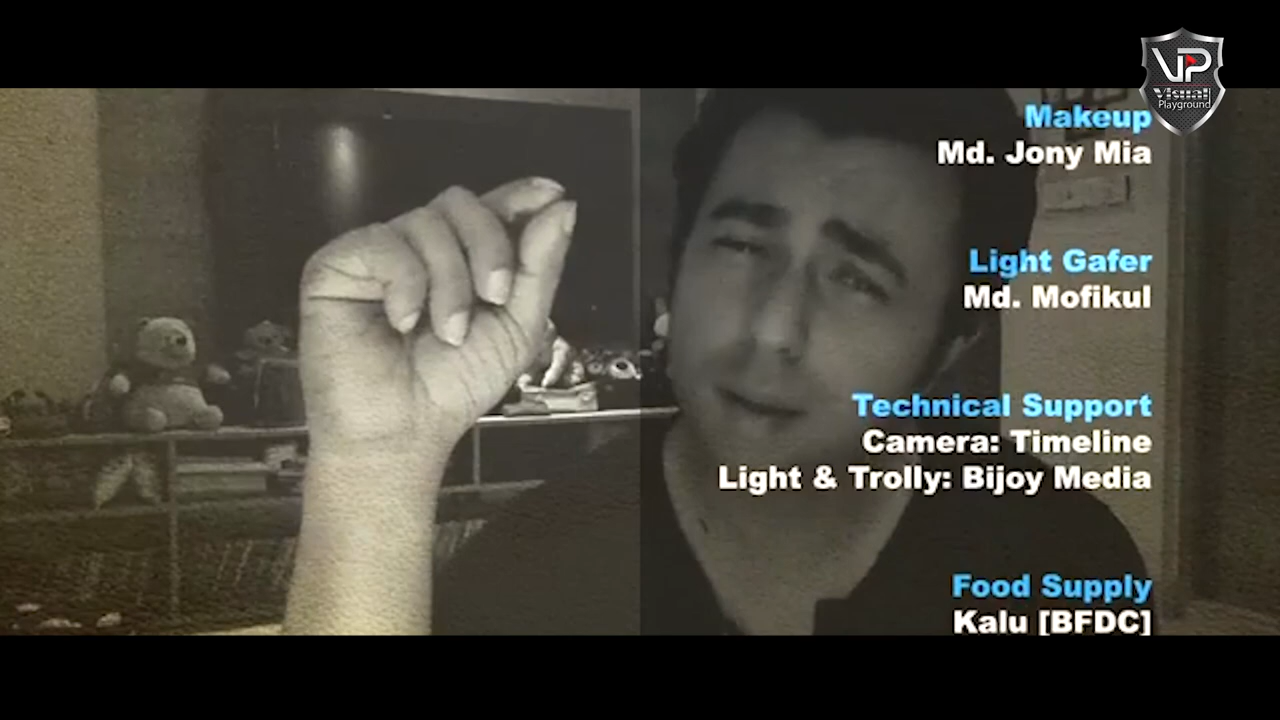 VP
Visual
Playground
Makeup
Md. Jony Mia
Light Gafer
Md. Mofikul
Technical Support
Camera: Timeline
Light & Trolly: Bijoy Media
Food Supply
Kalu [BFDC]